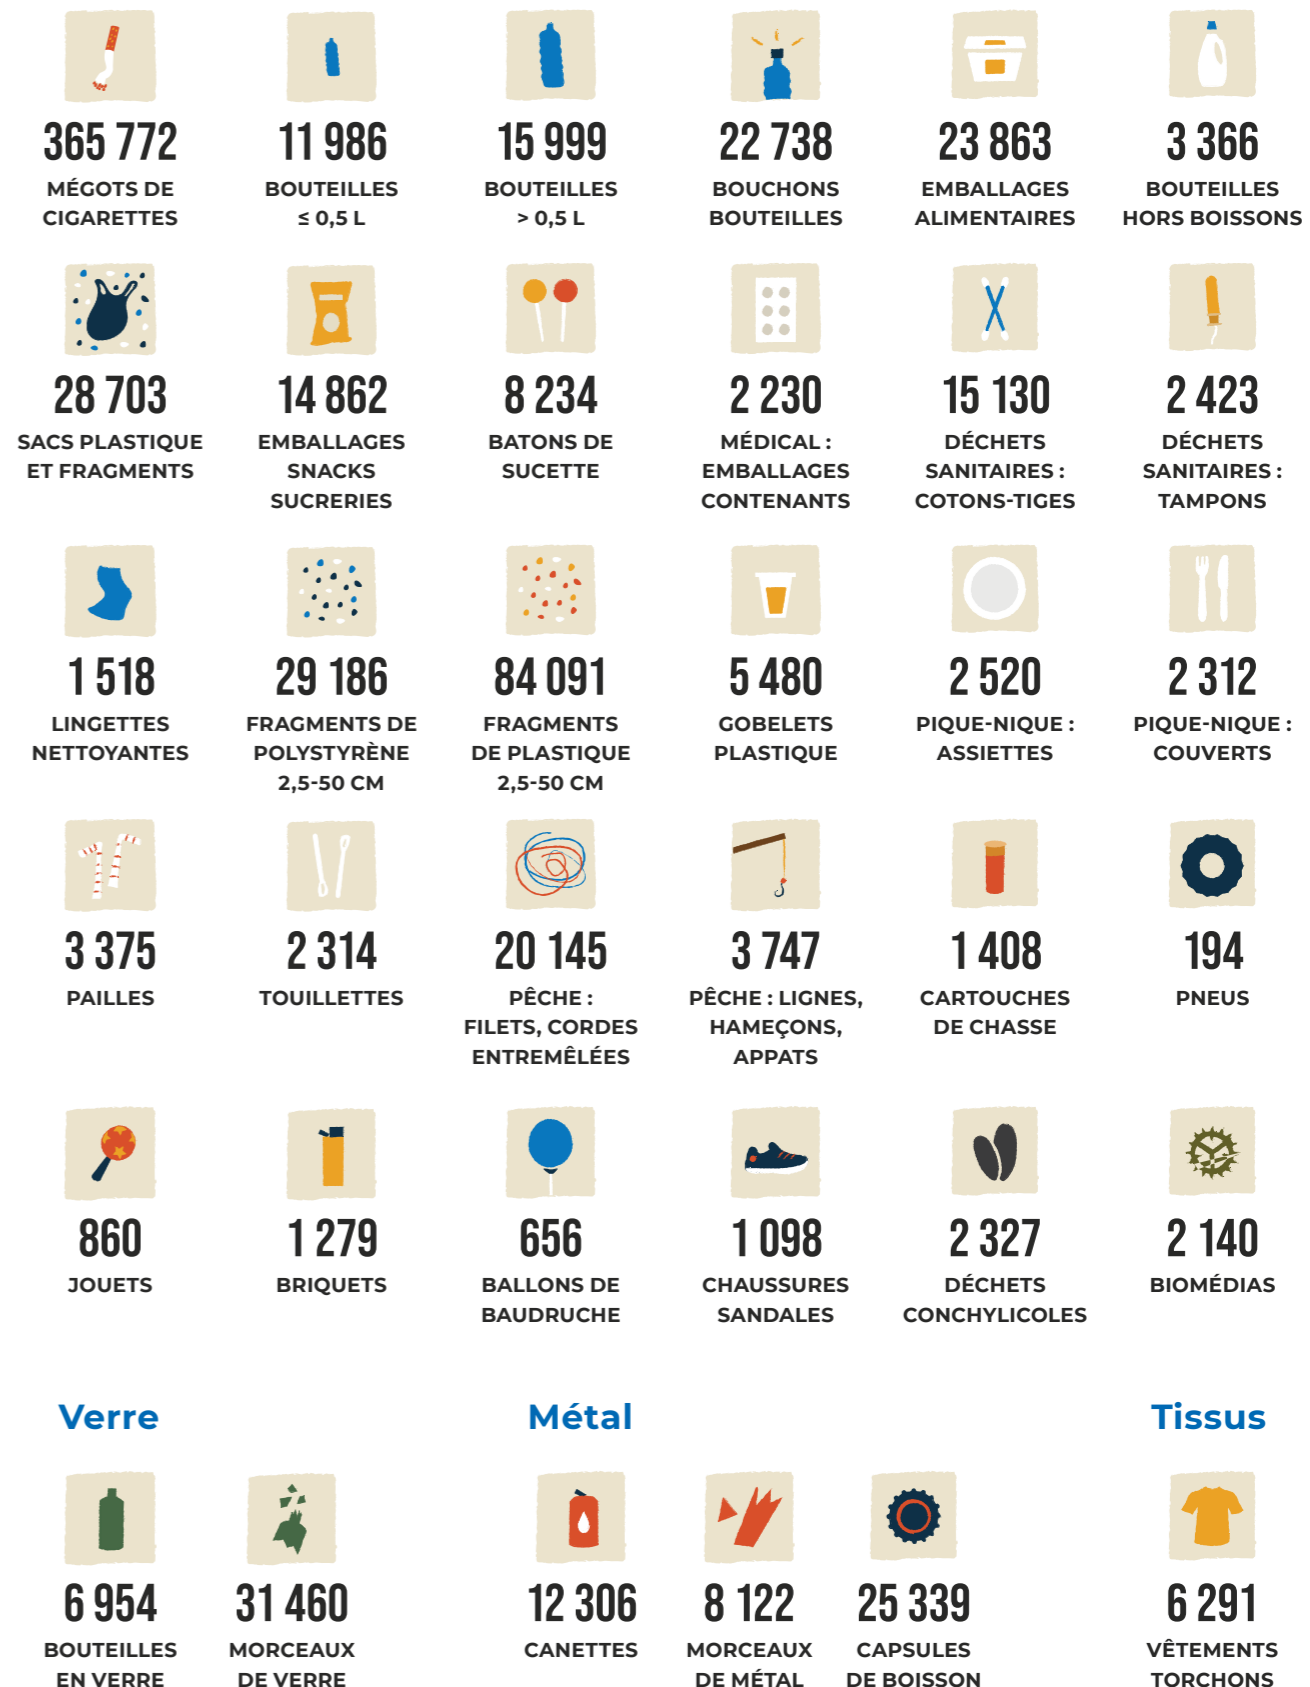 365 772
MÉGOTS DE
CIGARETTES
11 986
BOUTEILLES
≤ 0,5 L
15 999
BOUTEILLES
> 0,5 L
22 738
BOUCHONS
BOUTEILLES
23 863
EMBALLAGES
ALIMENTAIRES
3 366
BOUTEILLES
HORS BOISSONS
28 703
SACS PLASTIQUE
ET FRAGMENTS
14 862
EMBALLAGES
SNACKS
SUCRERIES
8 234
BATONS DE
SUCETTE
2 230
MÉDICAL :
EMBALLAGES
CONTENANTS
15 130
DÉCHETS
SANITAIRES :
COTONS-TIGES
2 423
DÉCHETS
SANITAIRES :
TAMPONS
1 518
LINGETTES
NETTOYANTES
29 186
FRAGMENTS DE
POLYSTYRÈNE
2,5-50 CM
84 091
FRAGMENTS
DE PLASTIQUE
2,5-50 CM
5 480
GOBELETS
PLASTIQUE
2 520
PIQUE-NIQUE :
ASSIETTES
2 312
PIQUE-NIQUE :
COUVERTS
3 375
PAILLES
2 314
TOUILLETTES
20 145
PÊCHE :
FILETS, CORDES
ENTREMÊLÉES
3 747
PÊCHE : LIGNES,
HAMEÇONS,
APPATS
1 408
CARTOUCHES
DE CHASSE
194
PNEUS
860
JOUETS
1 279
BRIQUETS
656
BALLONS DE
BAUDRUCHE
1 098
CHAUSSURES
SANDALES
2 327
DÉCHETS
CONCHYLICOLES
2 140
BIOMÉDIAS
Verre
6 954
BOUTEILLES
EN VERRE
31 460
MORCEAUX
DE VERRE
Métal
12 306
CANETTES
8 122
MORCEAUX
DE MÉTAL
25 339
CAPSULES
DE BOISSON
Tissus
6 291
VÊTEMENTS
TORCHONS